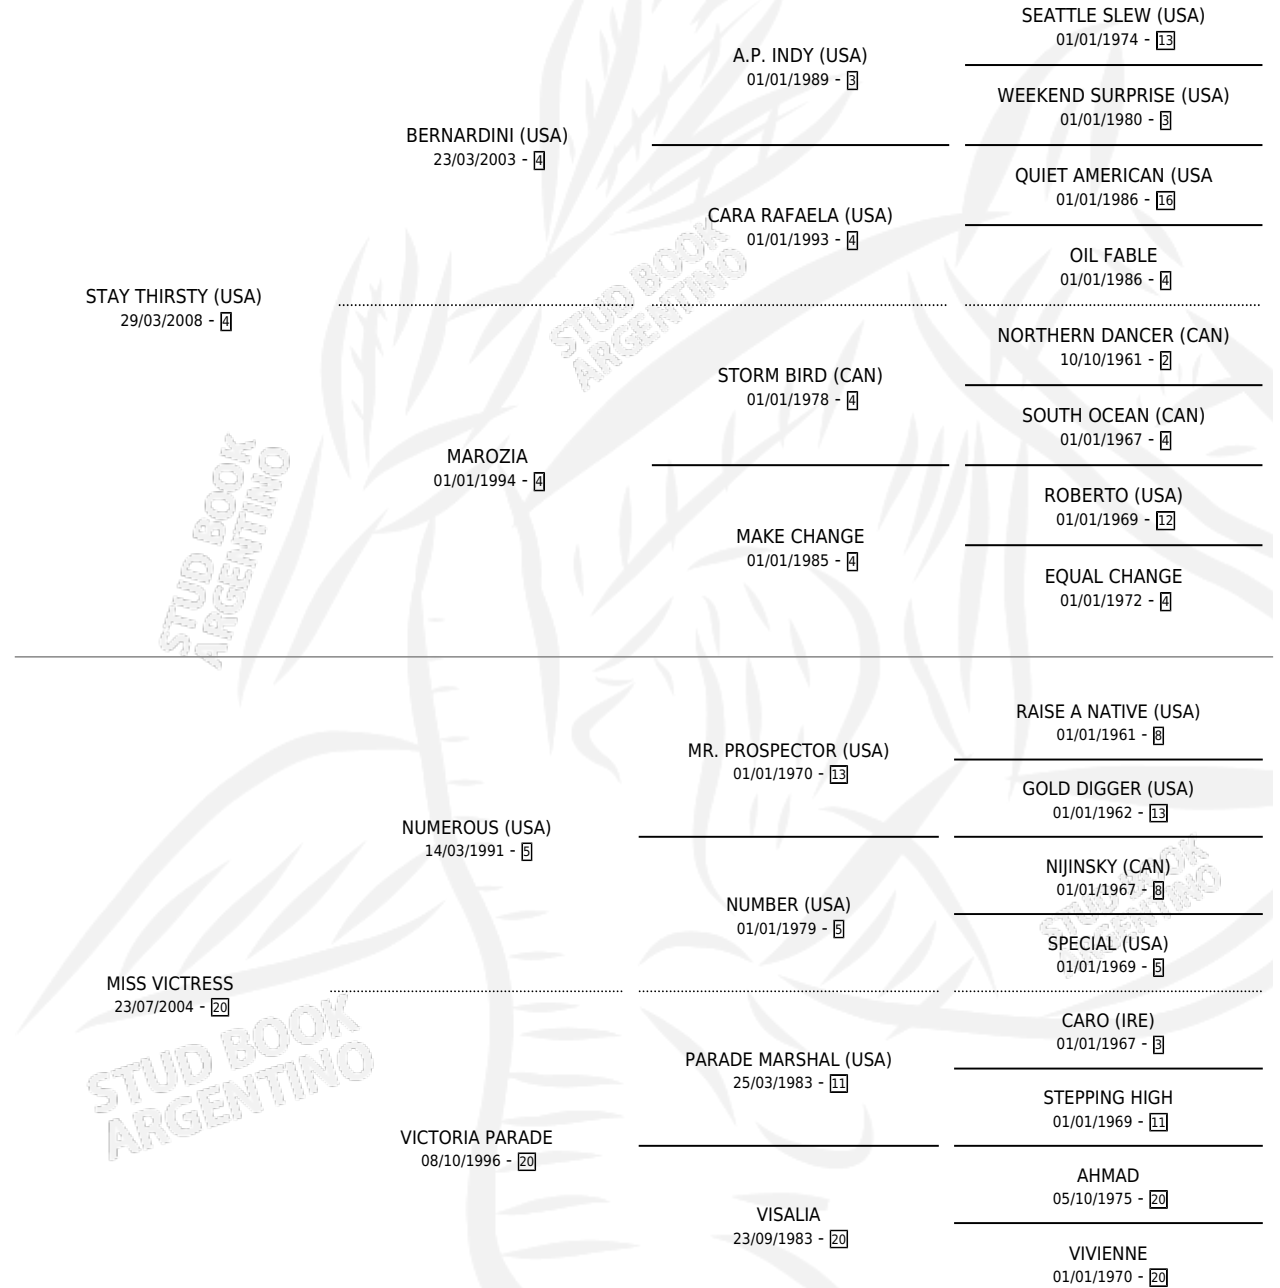 SEATTLE SLEW (USA)
01/01/1974 - 13
A.P. INDY (USA)
01/01/1989 - 3
WEEKEND SURPRISE (USA)
01/01/1980 - 3
BERNARDINI (USA)
23/03/2003 - 4
QUIET AMERICAN (USA
01/01/1986 - 16
CARA RAFAELA (USA)
01/01/1993 - 4
OIL FABLE
01/01/1986 - 4
STAY THIRSTY (USA)
29/03/2008 - 4
STUD BOOK
ARGENTINO
NORTHERN DANCER (CAN)
10/10/1961 - 2
STORM BIRD (CAN)
01/01/1978 - 4
SOUTH OCEAN (CAN)
01/01/1967 - 4
MAROZIA
01/01/1994 - 4
ROBERTO (USA)
01/01/1969 - 12
MAKE CHANGE
01/01/1985 - 4
EQUAL CHANGE
01/01/1972 - 4
STUD BOOK
ARGENTINO
RAISE A NATIVE (USA)
01/01/1961 - 8
MR. PROSPECTOR (USA)
01/01/1970 - 13
GOLD DIGGER (USA)
01/01/1962 - 13
NUMEROUS (USA)
14/03/1991 - 5
NIJINSKY (CAN)
01/01/1967 - 8
NUMBER (USA)
01/01/1979 - 5
SPECIAL (USA)
01/01/1969 - 5
STUD BOOK
ARGENTINO
MISS VICTRESS
23/07/2004 - 20
CARO (IRE)
01/01/1967 - 3
PARADE MARSHAL (USA)
25/03/1983 - 11
STEPPING HIGH
01/01/1969 - 11
STUD BOOK
ARGENTINO
VICTORIA PARADE
08/10/1996 - 20
AHMAD
05/10/1975 - 20
VISALIA
23/09/1983 - 20
VIVIENNE
01/01/1970 - 20